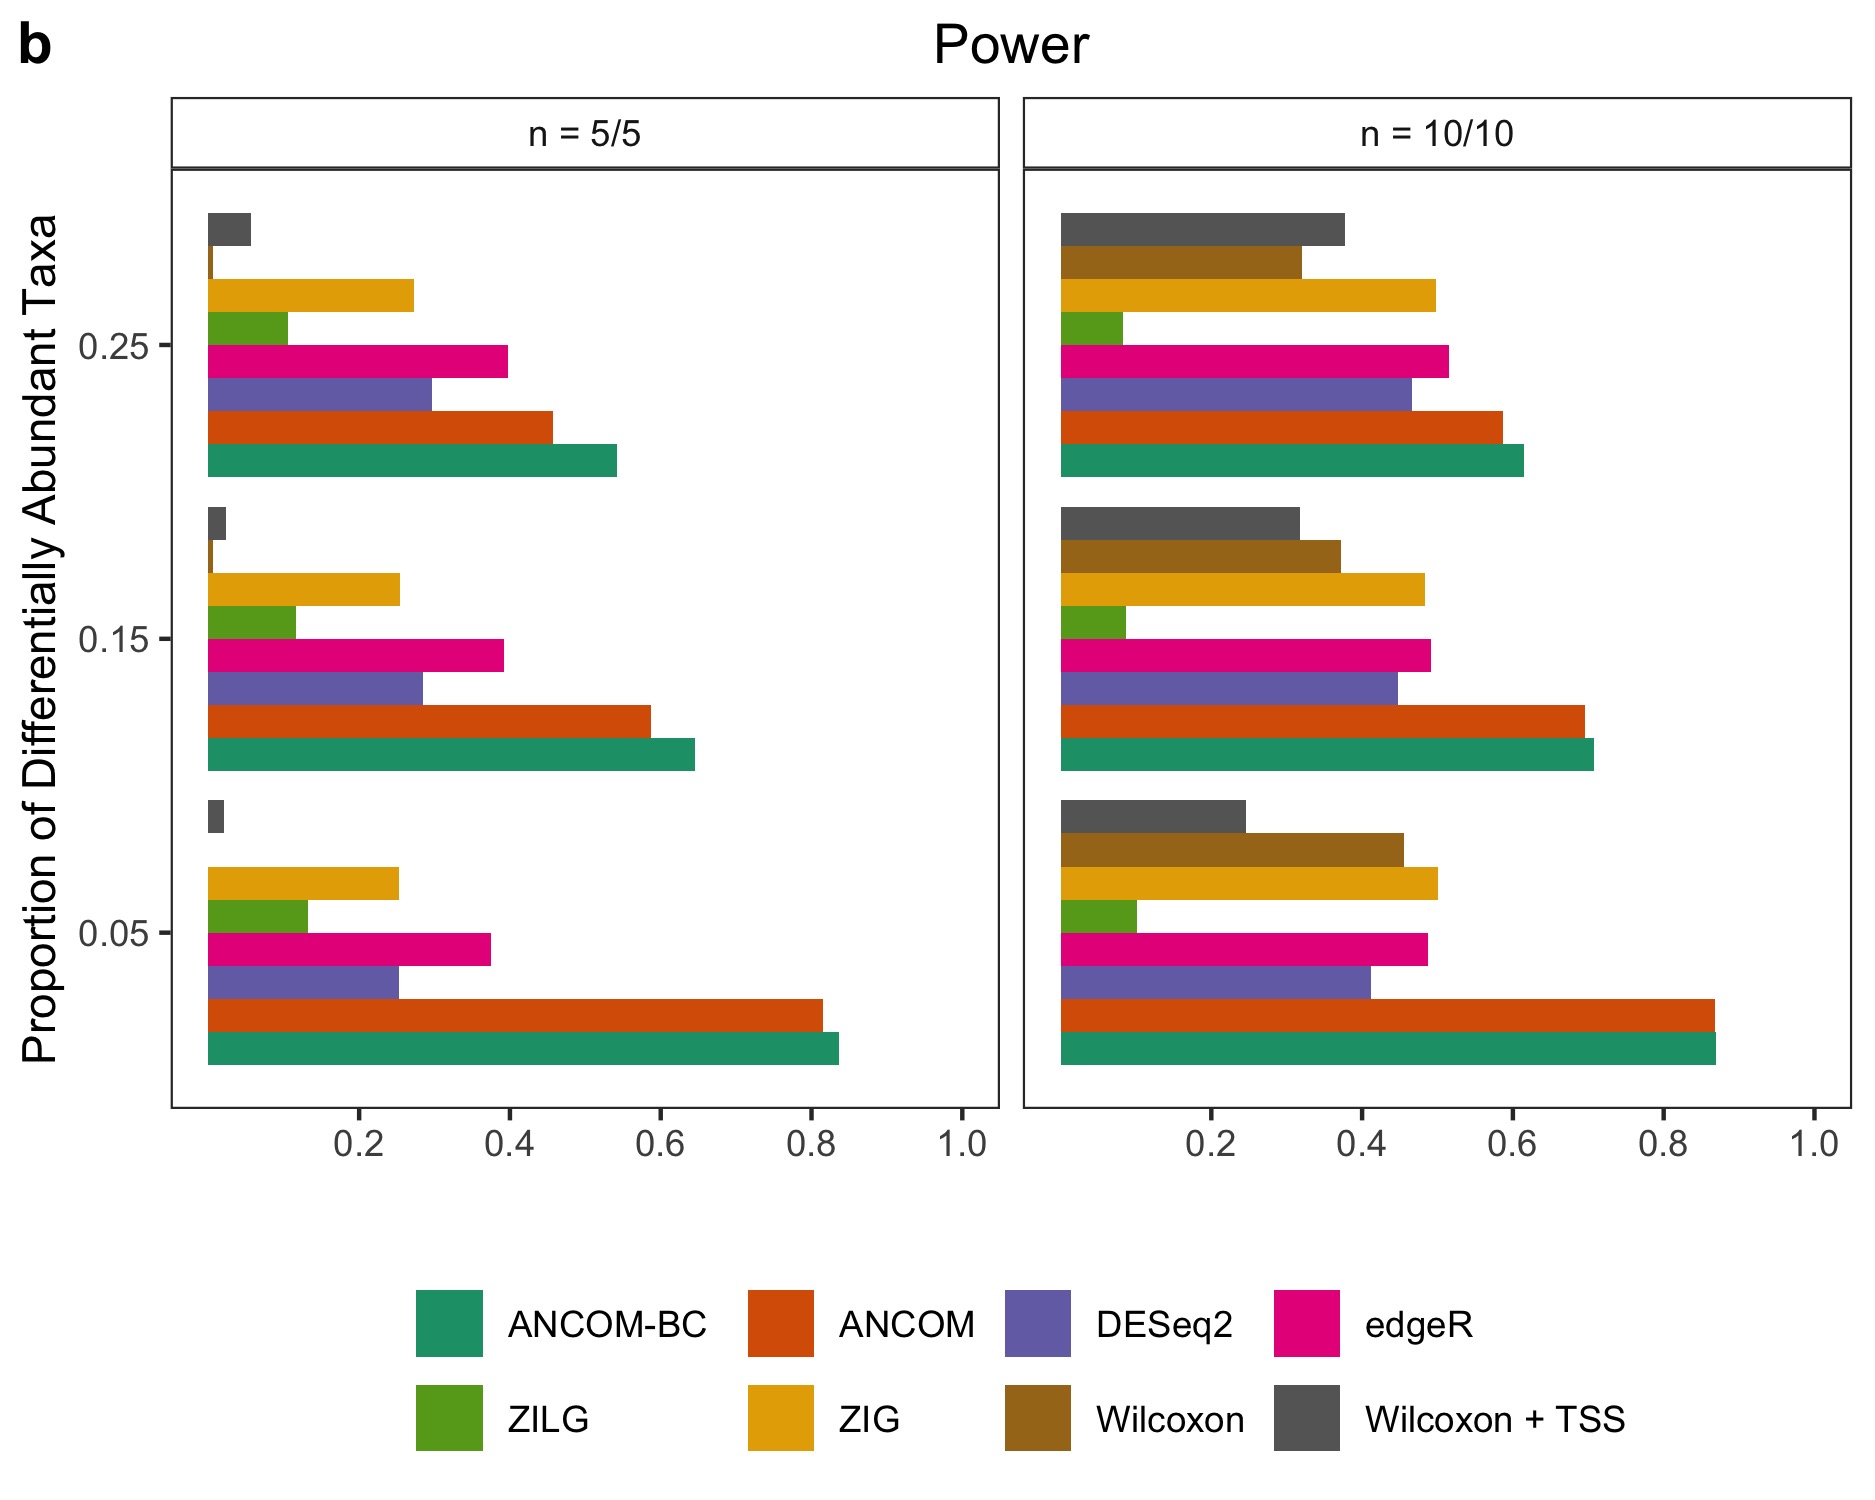 b
Power
n = 5/5
n = 10/10
Proportion of Differentially Abundant Taxa
0.25
0.15
0.05
0.2 0.4 0.6 0.8 1.0
0.2 0.4 0.6 0.8 1.0
ANCOM-BC ANCOM DESeq2 edgeR
ZILG ZIG Wilcoxon Wilcoxon + TSS